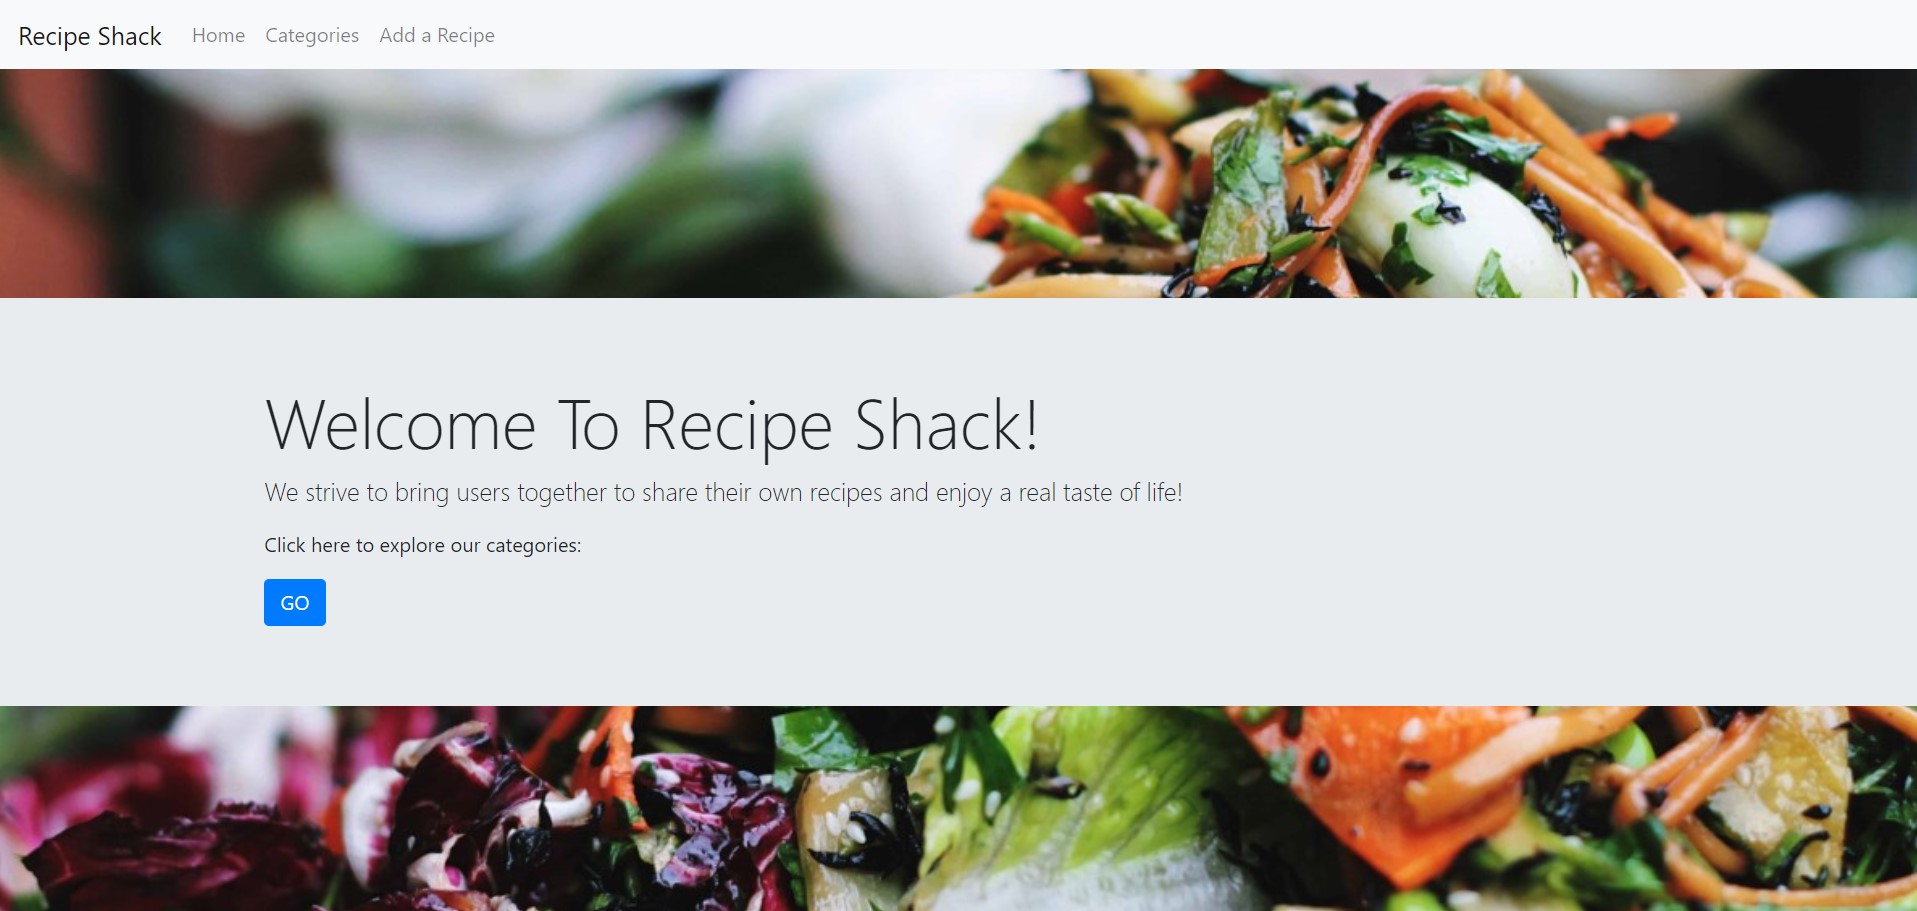 Recipe Shack Home Categories Add a Recipe
Welcome To Recipe Shack!
We strive to bring users together to share their own recipes and enjoy a real taste of life!
Click here to explore our categories:
GO